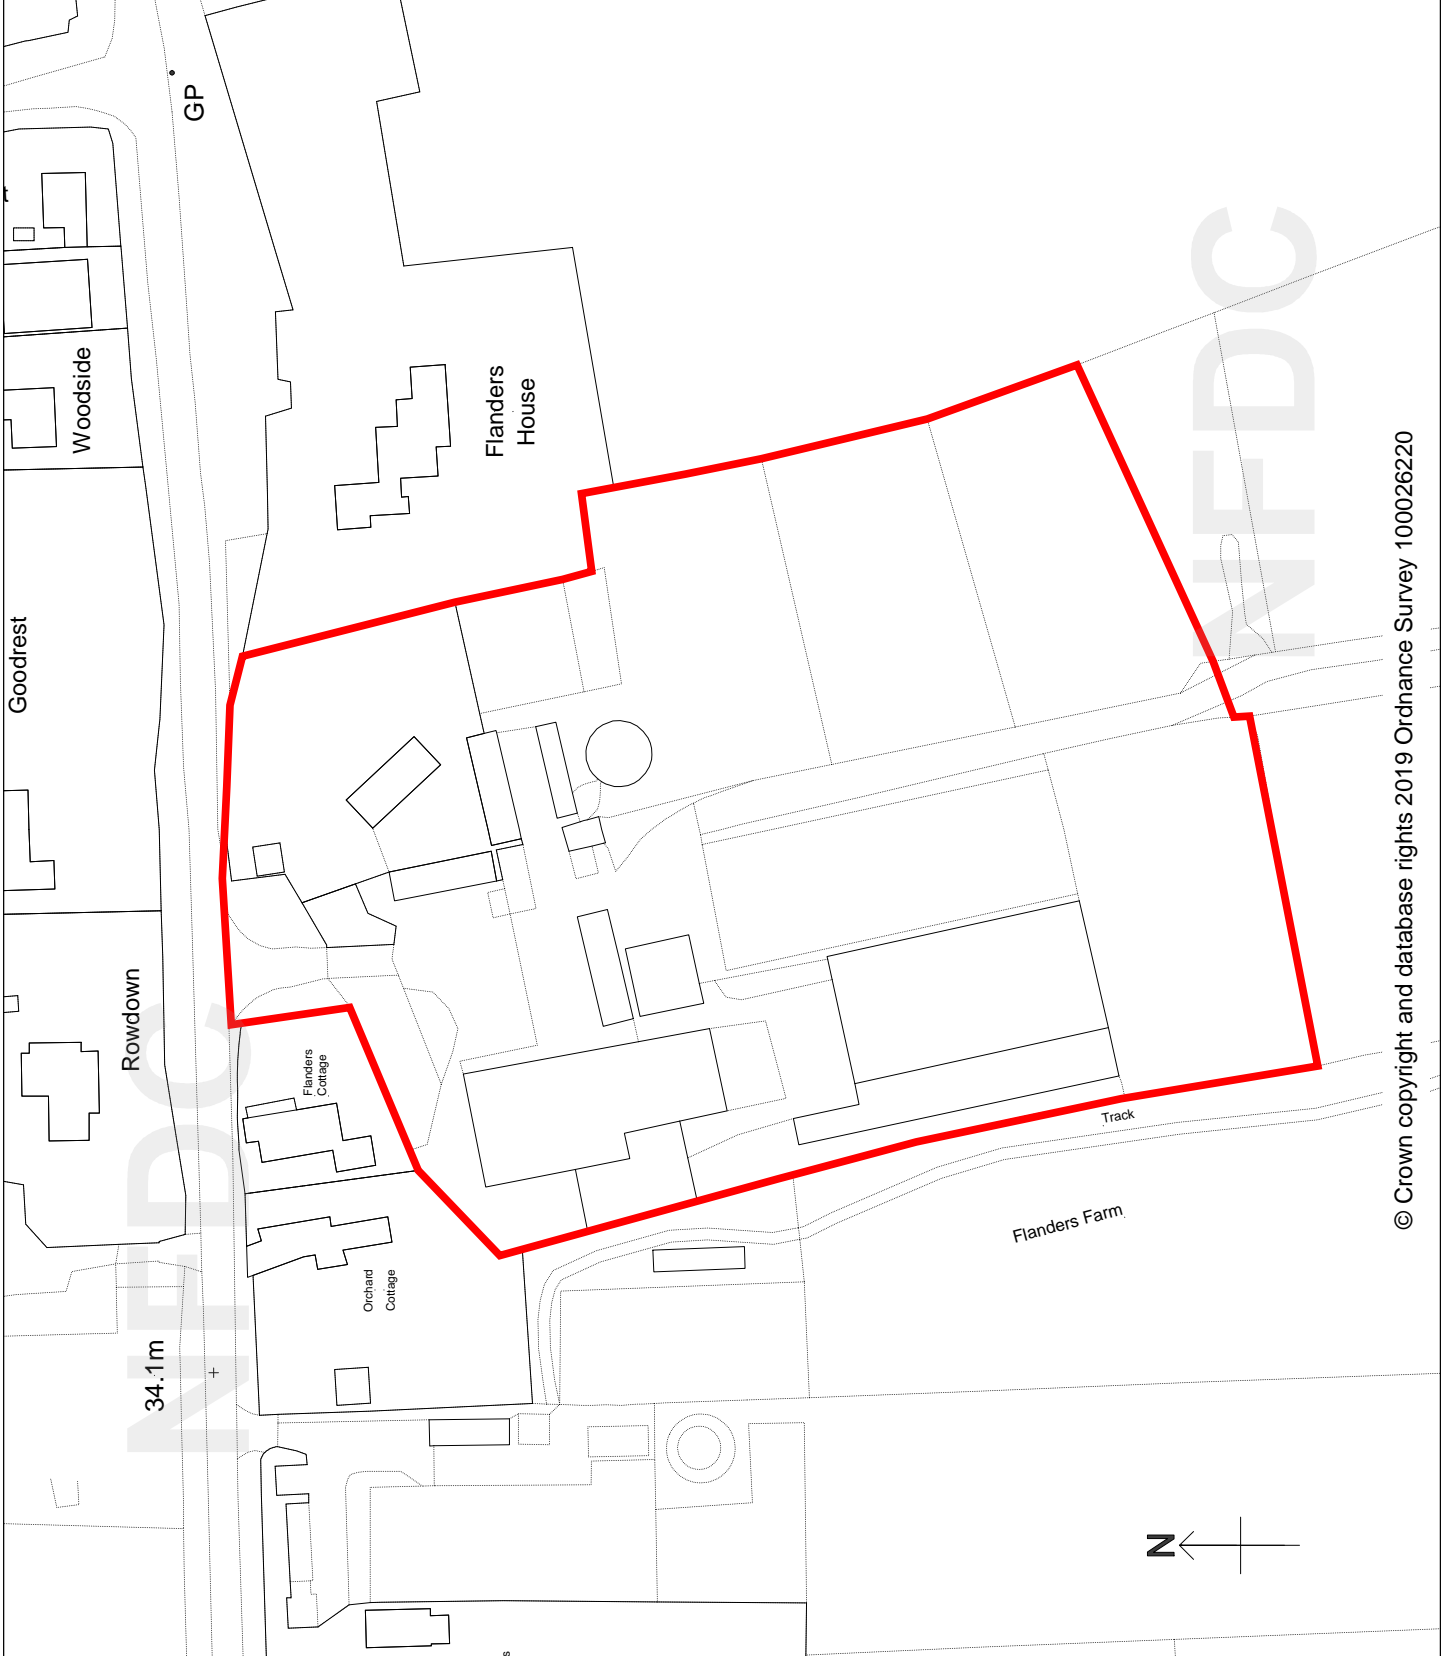 GP
t
Woodside
Flanders
House
Goodrest
Rowdown
Flanders
Cottage
Orchard
Cottage
34.1m
Track
Flanders Farm
NFDC
NFDC
N
s
© Crown copyright and database rights 2019 Ordnance Survey 100026220